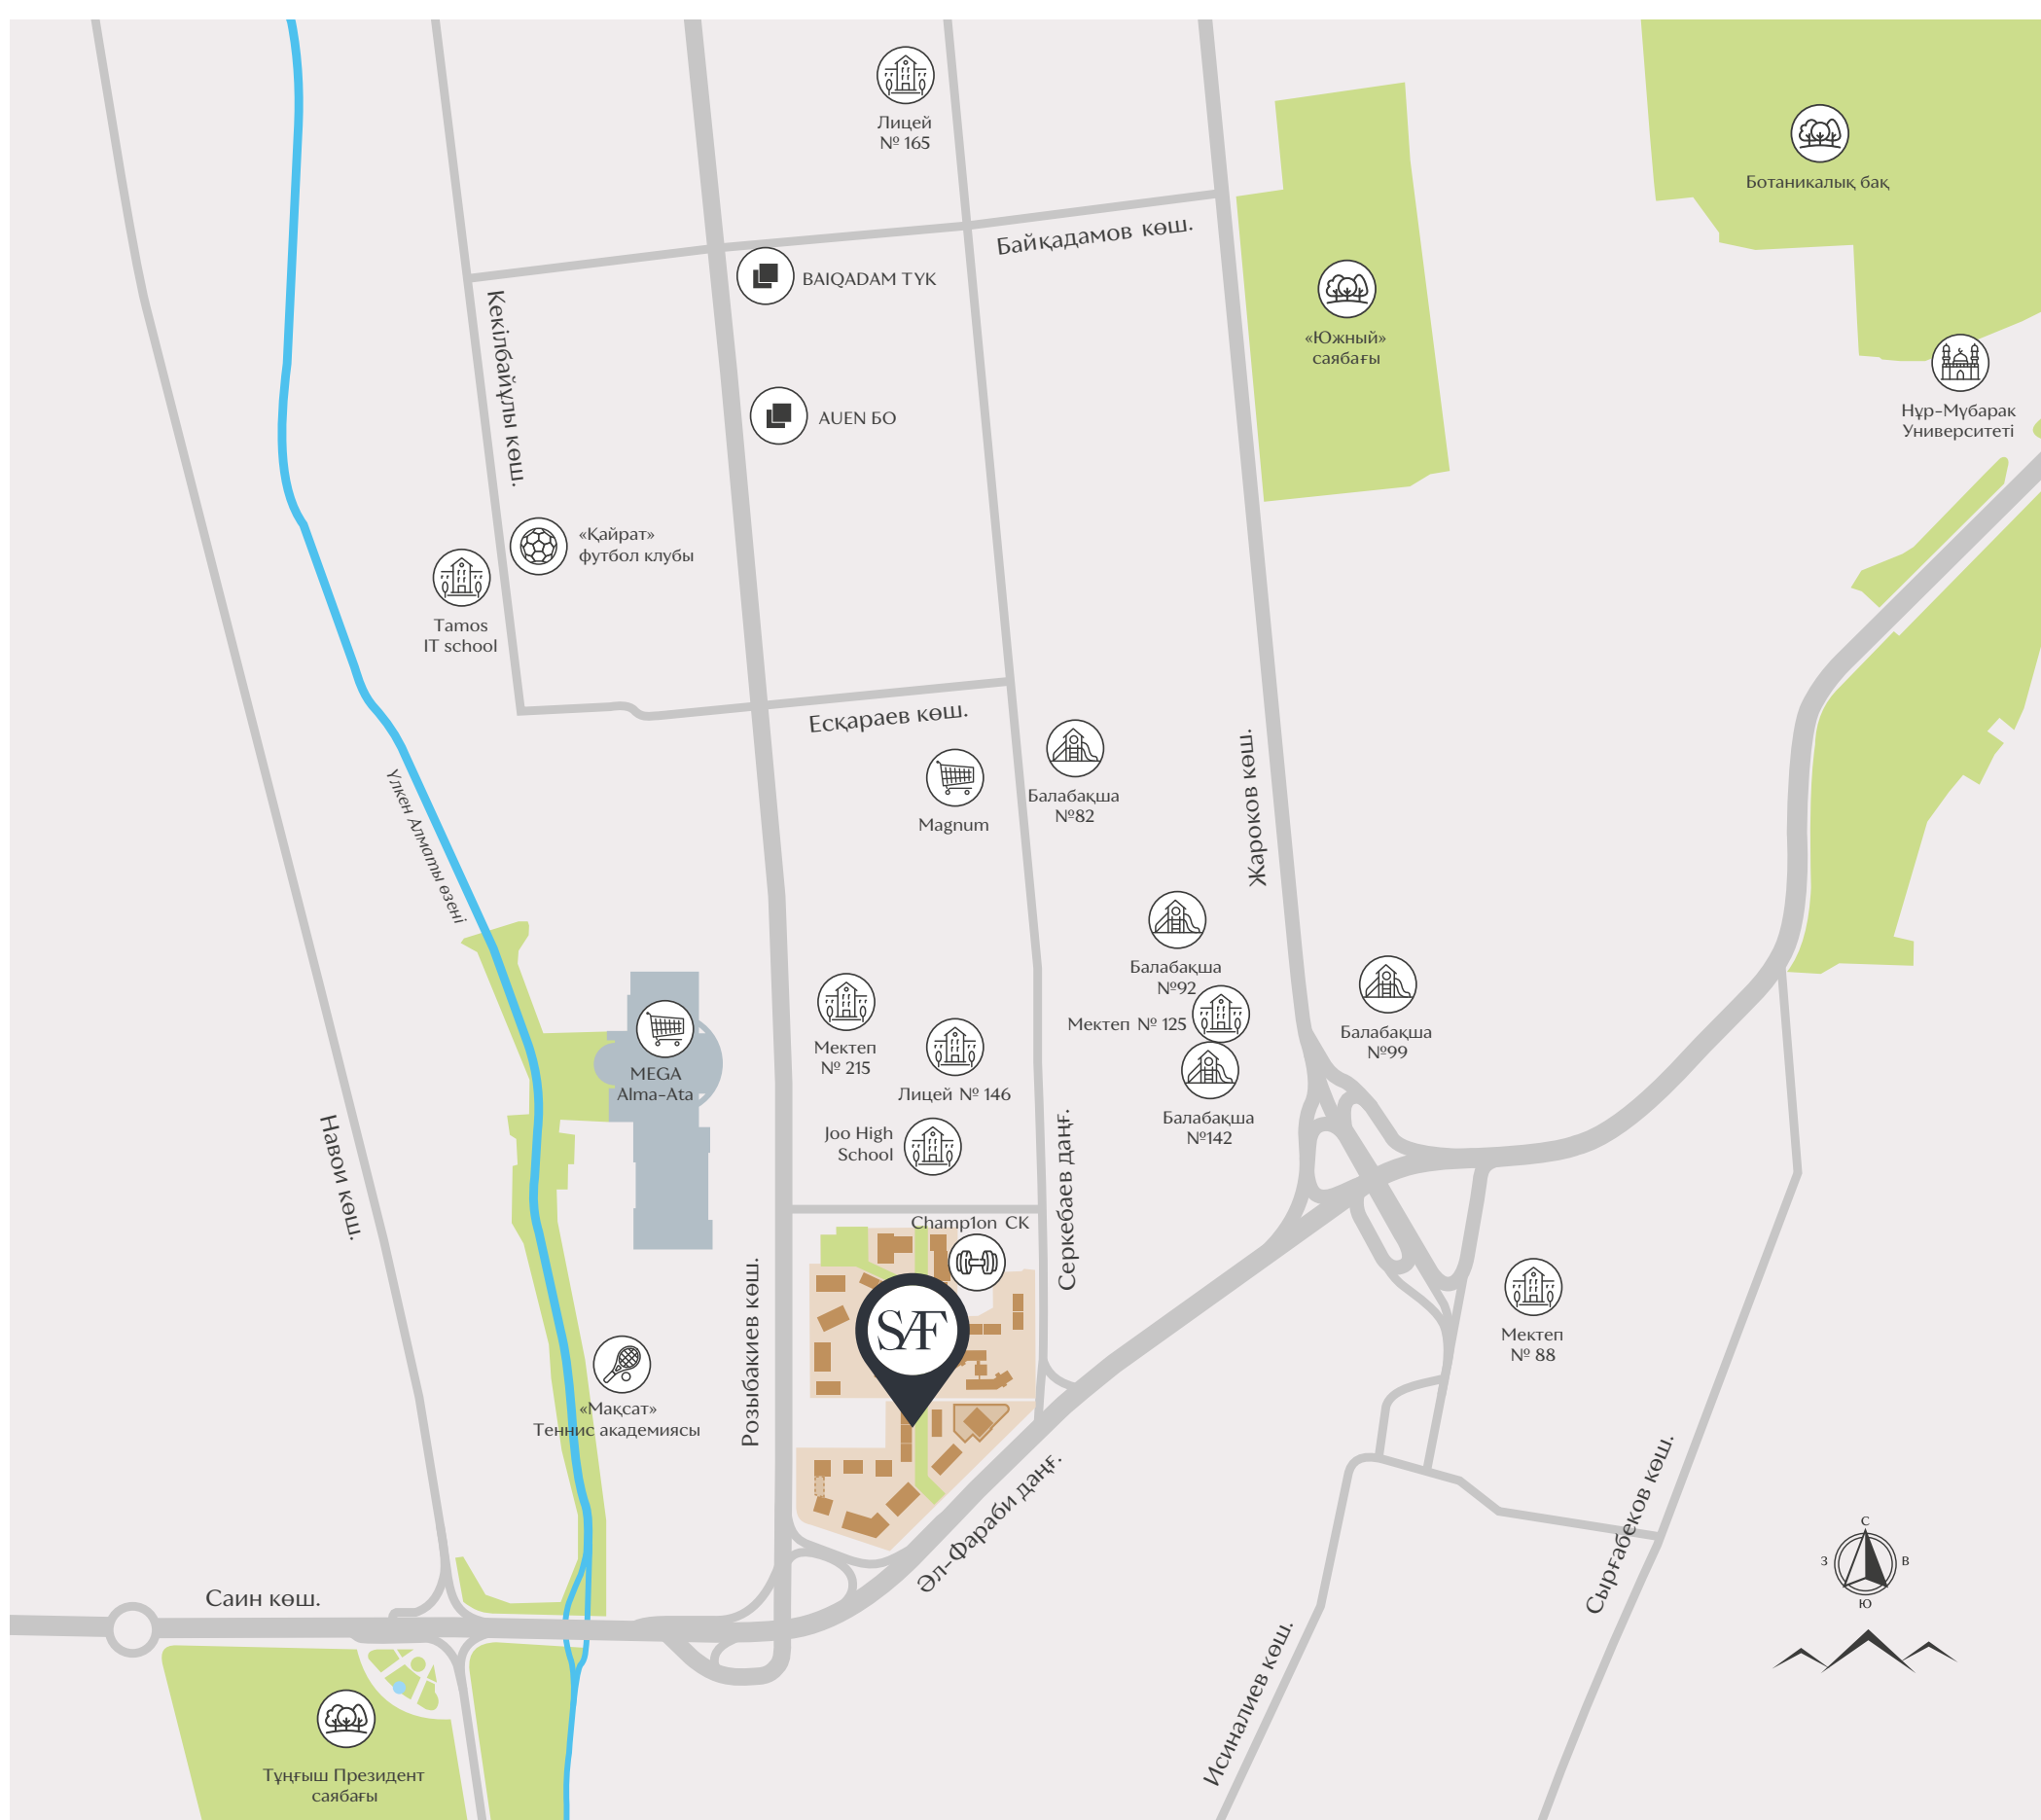 Лицей
№ 165
Ботаникалық бақ
Байқадамов көш.
BAIQADAM ТҮК
Кекілбайұлы көш.
«Южный»
саябағы
Нұр-Мүбарак
Университеті
AUEN БО
«Қайрат»
футбол клубы
Tamos
IT school
Есқараев көш.
Жароков көш.
Үлкен Алматы өзені
Magnum
Балабақша
№82
Балабақша
№92
Мектеп № 125
Балабақша
№99
Мектеп
№ 215
Лицей № 146
MEGA
Alma-Ata
Балабақша
№142
Joo High
School
Навои көш.
Серкебаев даңғ.
Champ1on СК
Розыбакиев көш.
SAF
Мектеп
№ 88
«Мақсат»
Теннис академиясы
Әл-Фараби даңғ.
Сырғабеков көш.
С
З
В
Ю
Саин көш.
Исиналиев көш.
Тұңғыш Президент
саябағы